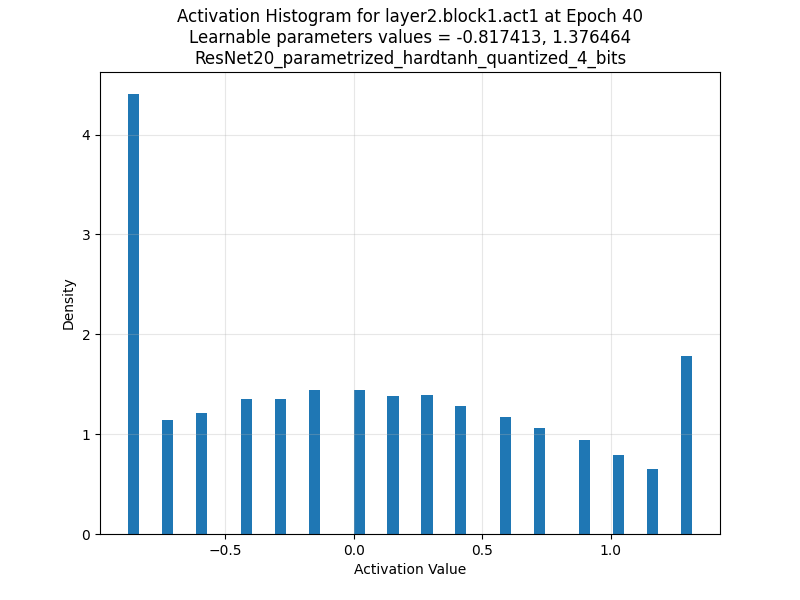 Activation Histogram for layer2.block1.act1 at Epoch 40
Learnable parameters values = -0.817413, 1.376464
ResNet20_parametrized_hardtanh_quantized_4_bits
Density
4
3
2
1
0
−0.5
0.0
0.5
1.0
Activation Value